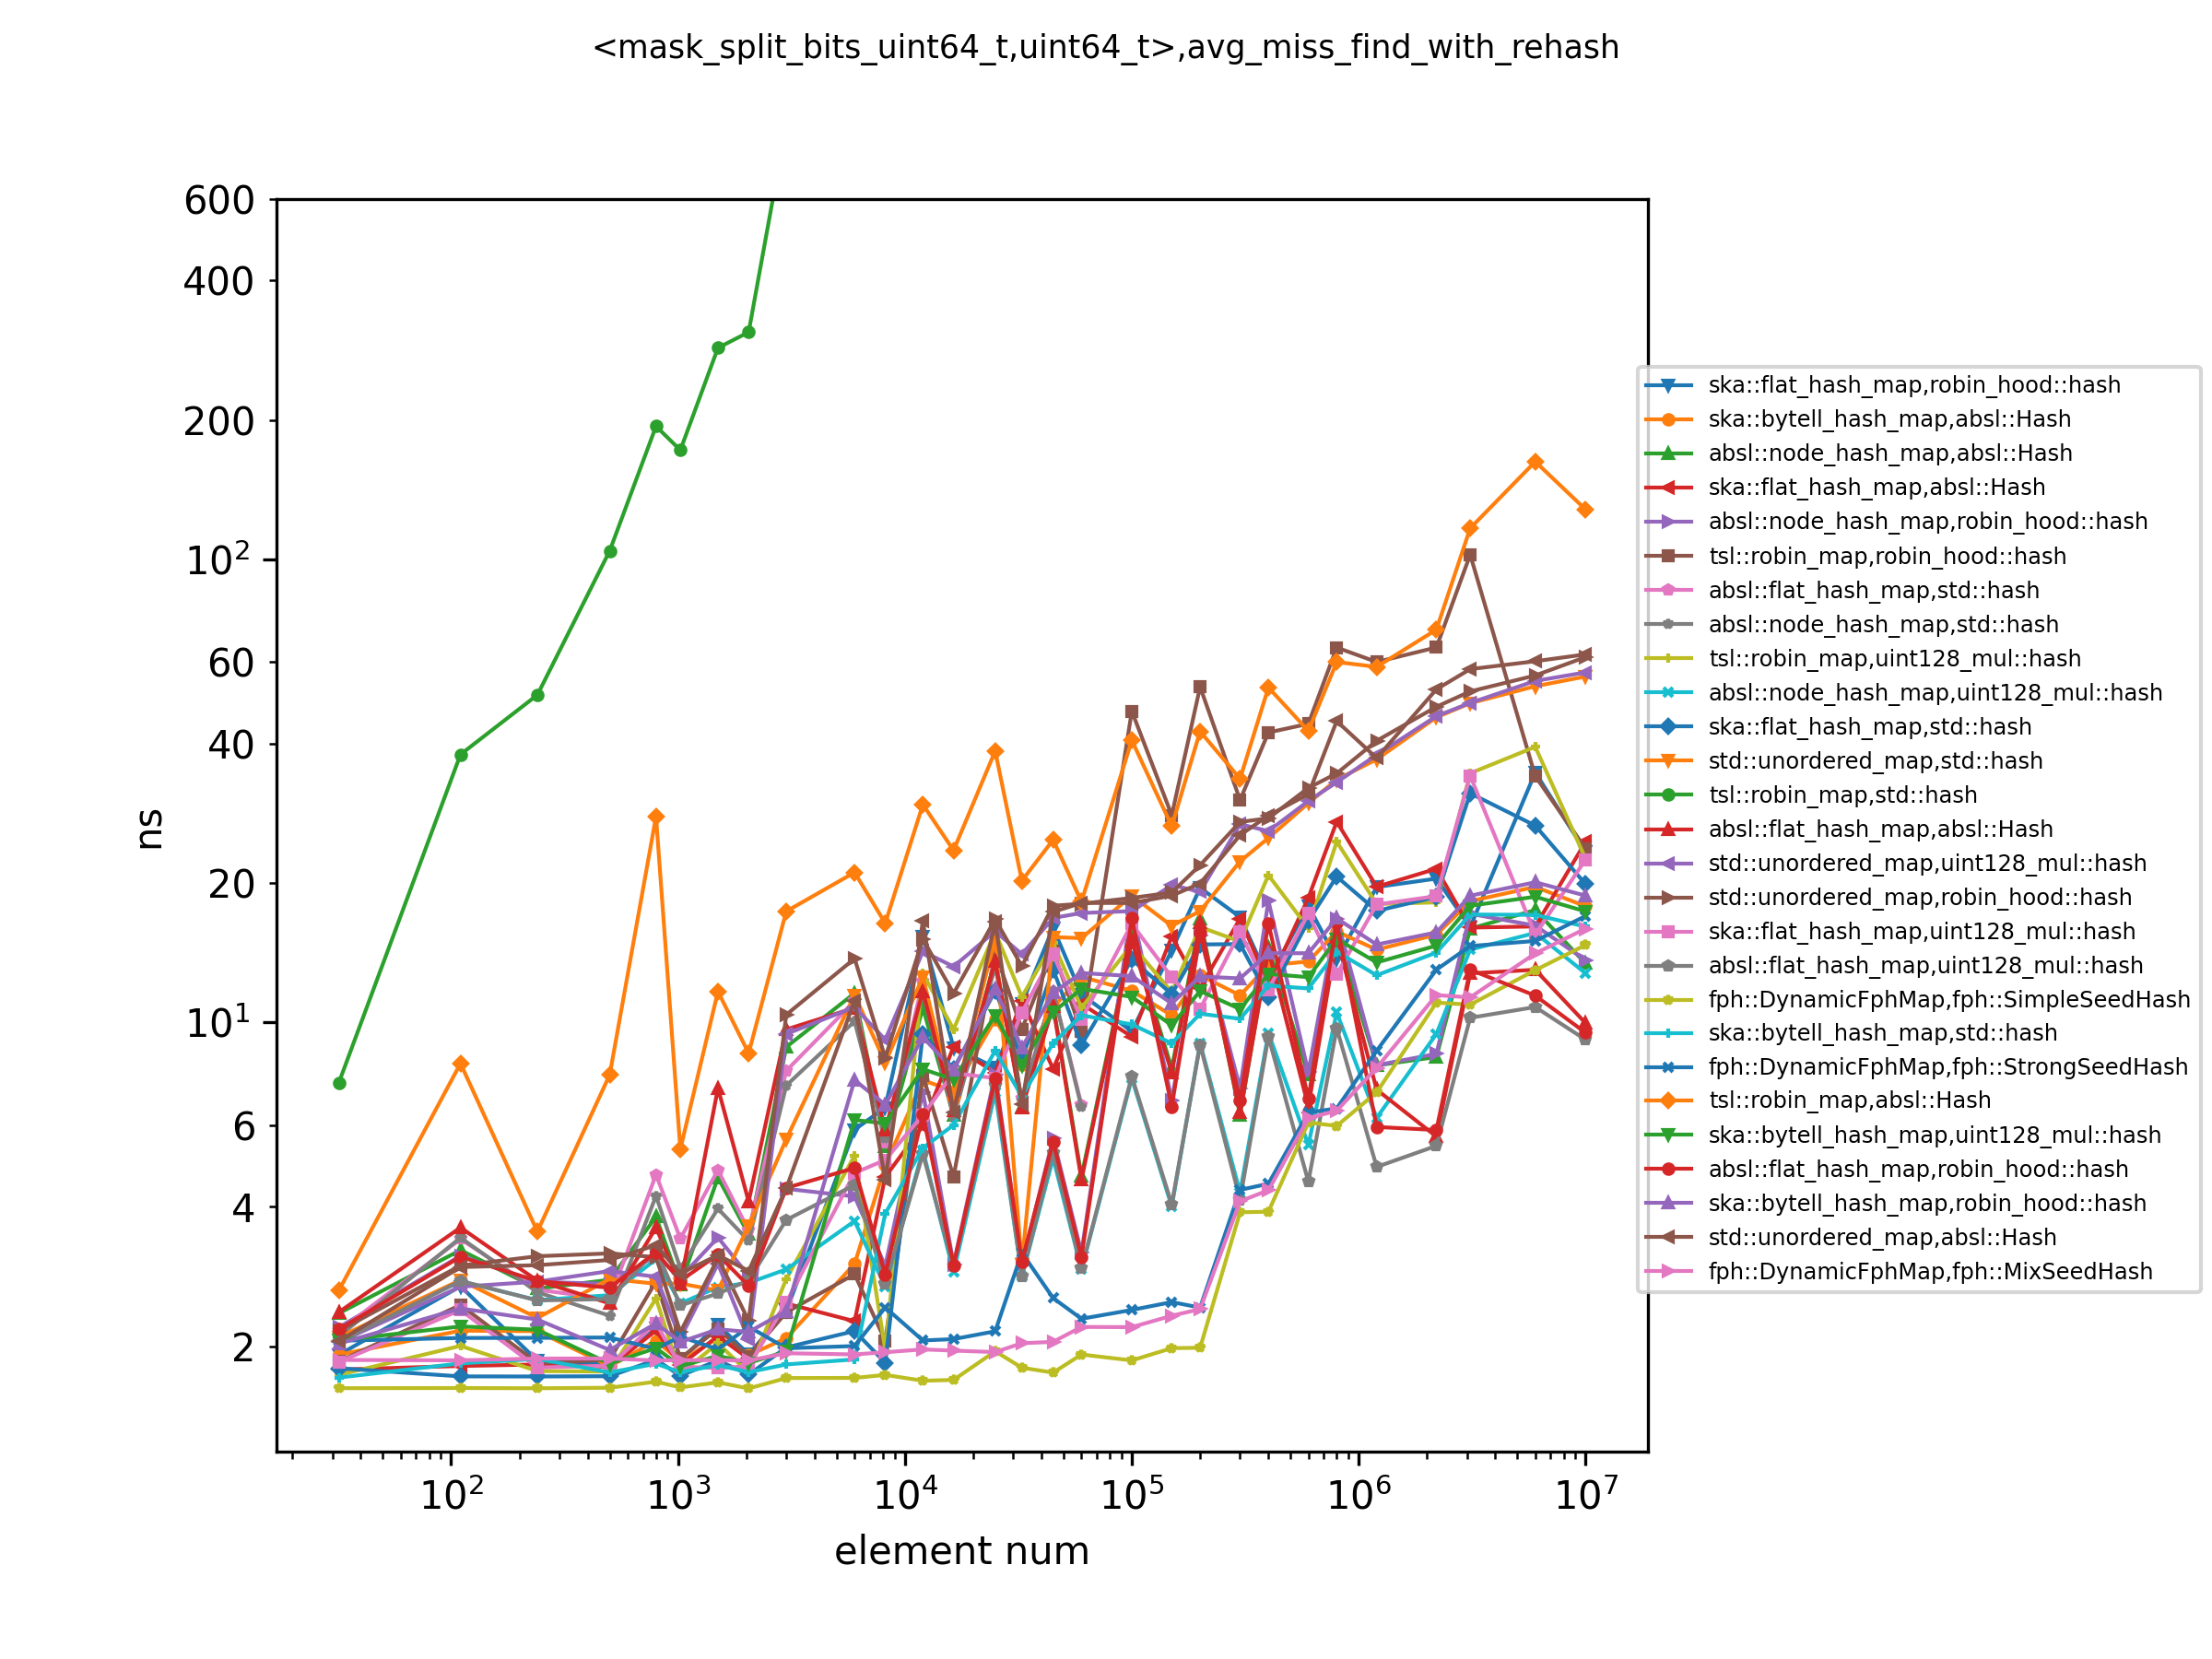 <mask_split_bits_uint64_t,uint64_t>,avg_miss_find_with_rehash
600
400
200
10²
60
40
20
10¹
6
4
2
ns
10² 10³ 10⁴ 10⁵ 10⁶ 10⁷
element num
ska::flat_hash_map,robin_hood::hash
ska::bytell_hash_map,absl::Hash
absl::node_hash_map,absl::Hash
ska::flat_hash_map,absl::Hash
absl::node_hash_map,robin_hood::hash
tsl::robin_map,robin_hood::hash
absl::flat_hash_map,std::hash
absl::node_hash_map,std::hash
tsl::robin_map,uint128_mul::hash
absl::node_hash_map,uint128_mul::hash
ska::flat_hash_map,std::hash
std::unordered_map,std::hash
tsl::robin_map,std::hash
absl::flat_hash_map,absl::Hash
std::unordered_map,uint128_mul::hash
std::unordered_map,robin_hood::hash
ska::flat_hash_map,uint128_mul::hash
absl::flat_hash_map,uint128_mul::hash
fph::DynamicFphMap,fph::SimpleSeedHash
ska::bytell_hash_map,std::hash
fph::DynamicFphMap,fph::StrongSeedHash
tsl::robin_map,absl::Hash
ska::bytell_hash_map,uint128_mul::hash
absl::flat_hash_map,robin_hood::hash
ska::bytell_hash_map,robin_hood::hash
std::unordered_map,absl::Hash
fph::DynamicFphMap,fph::MixSeedHash